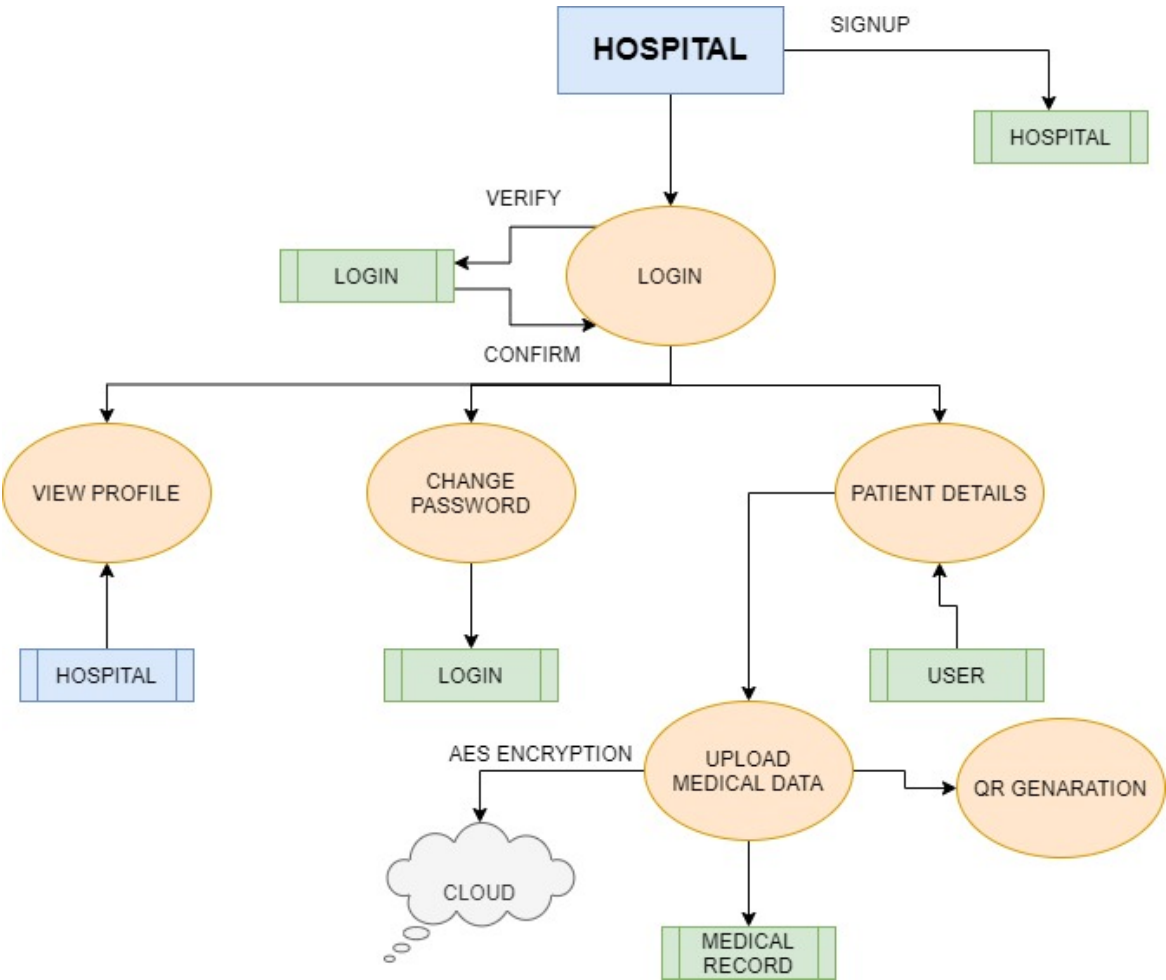 HOSPITAL
SIGNUP
HOSPITAL
VERIFY
LOGIN
LOGIN
CONFIRM
VIEW PROFILE
CHANGE
PASSWORD
PATIENT DETAILS
HOSPITAL
LOGIN
USER
AES ENCRYPTION
UPLOAD
MEDICAL DATA
QR GENARATION
CLOUD
MEDICAL
RECORD